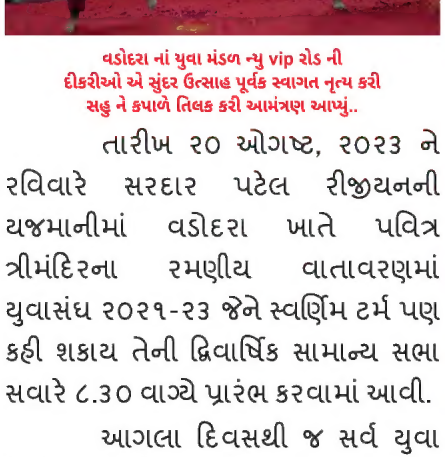 વડોદરા નાં યુવા મંડળ ન્યુ vip રોડ ની
દીકરીઓ એ સુંદર ઉત્સાહ પૂર્વક સ્વાગત નૃત્ય કરી
સહુ ને કપાળે તિલક કરી આમંત્રણ આપ્યું..
તારીખ ૨૦ ઓગષ્ટ, ૨૦૨૩ ને
રવિવારે સરદાર પટેલ રીજીયનની
યજમાનીમાં વડોદરા ખાતે પવિત્ર
ત્રીમંદિરના રમણીય વાતાવરણમાં
યુવાસંઘ ૨૦૨૧-૨૩ જેને સ્વર્ણિમ ટર્મ પણ
કહી શકાય તેની દ્વિવાર્ષિક સામાન્ય સભા
સવારે ૮.૩૦ વાગ્યે પ્રારંભ કરવામાં આવી.
આગલા દિવસથી જ સર્વ યુવા